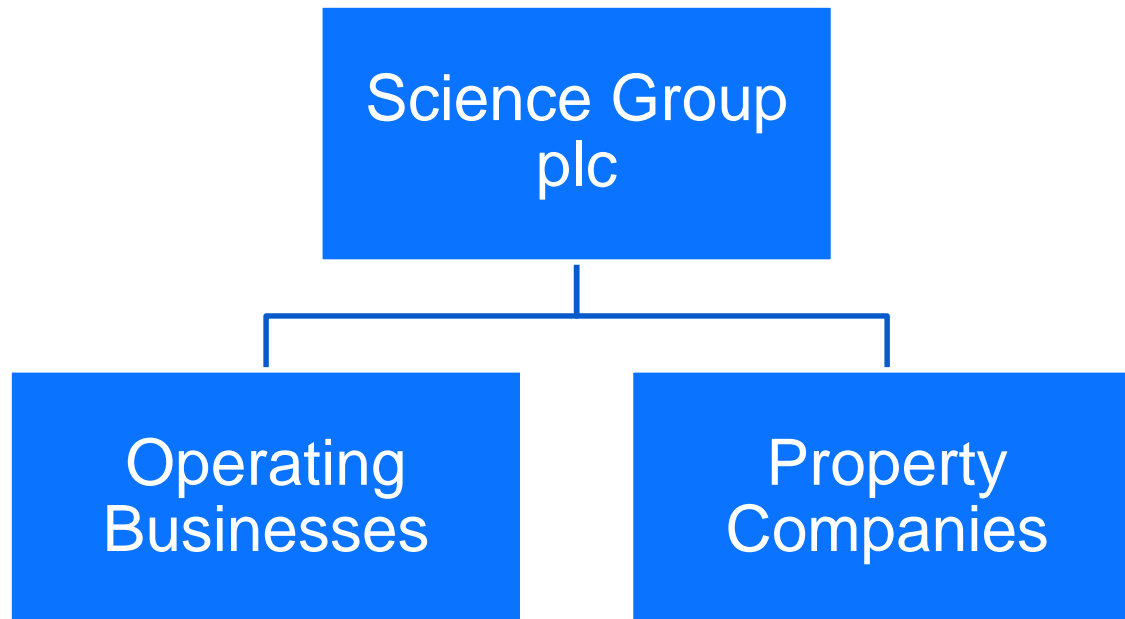 Science Group
plc
Operating
Businesses
Property
Companies